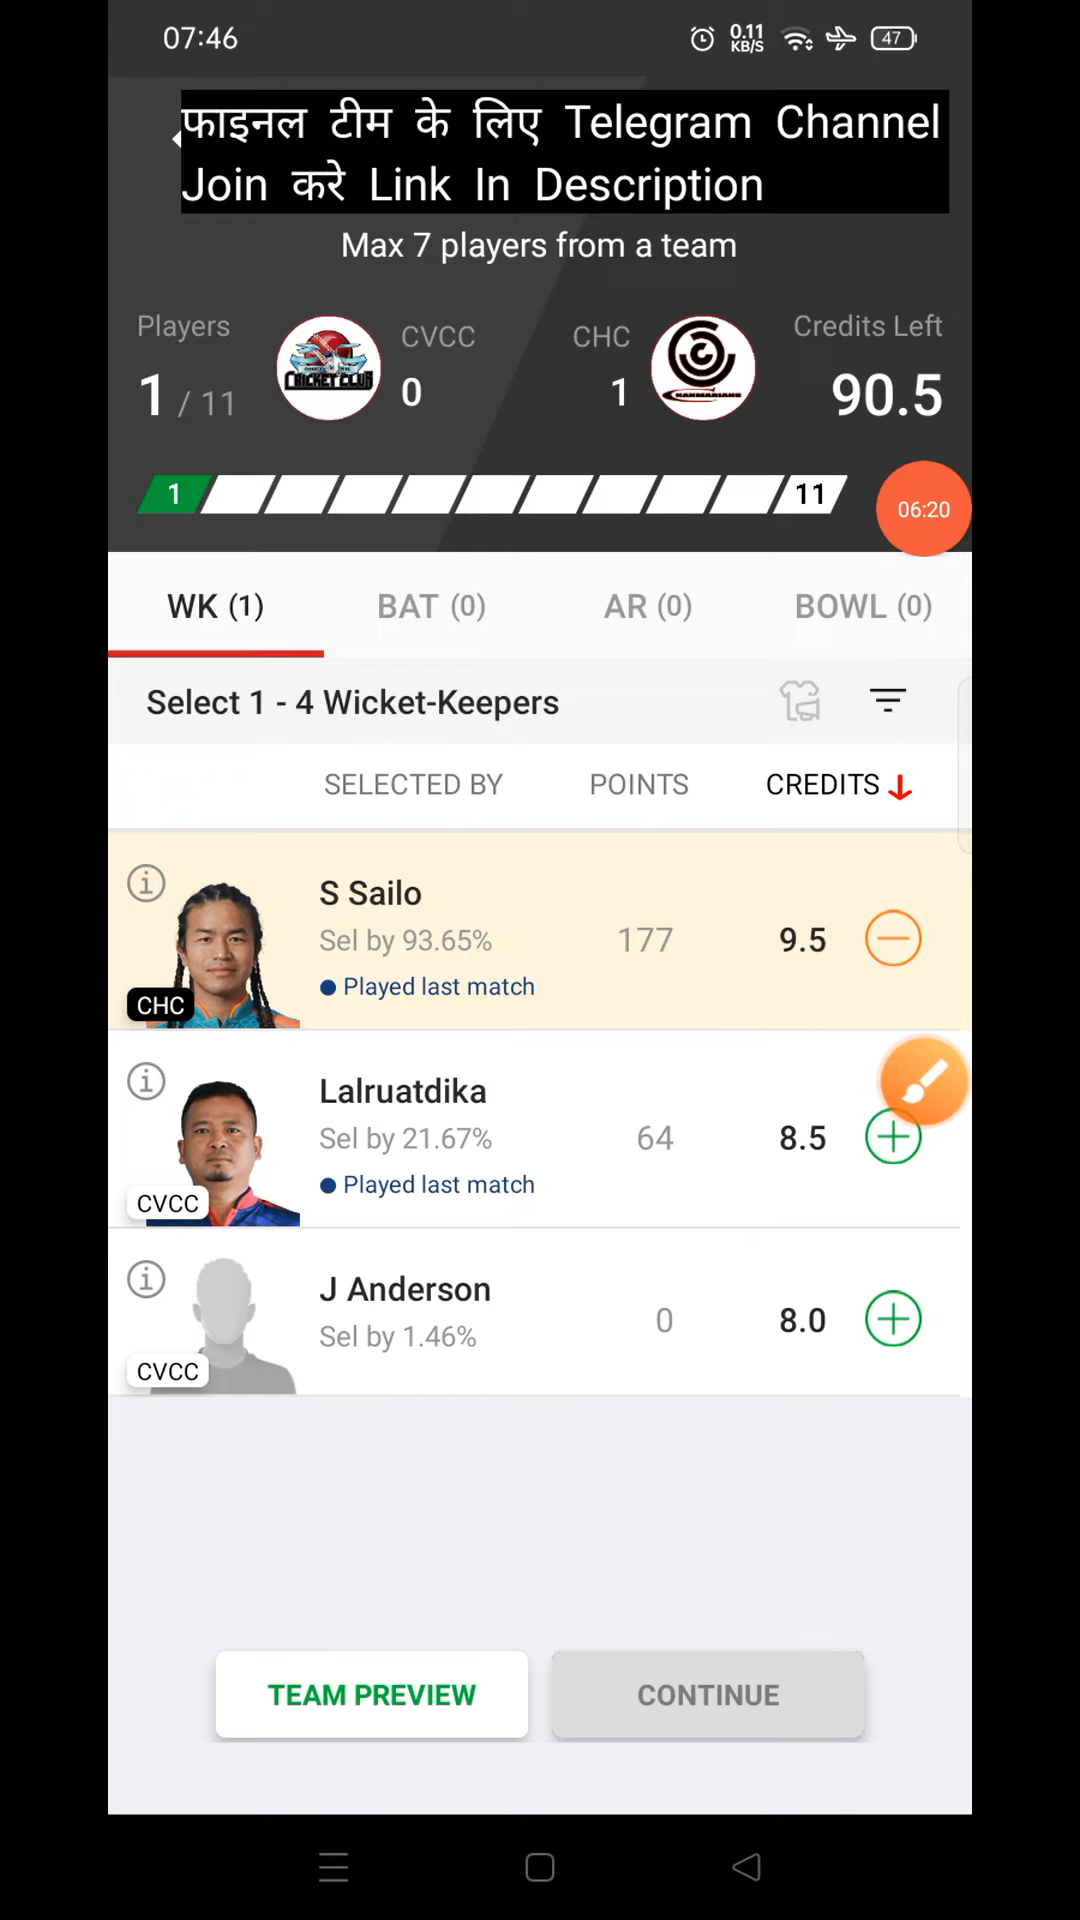 07:46
0.11 KB/S
47
फाइनल टीम के लिए Telegram Channel
Join करे Link In Description
Max 7 players from a team
Players
CVCC
CHC
Credits Left
1 / 11
0
1
90.5
CRICKET CLUB
CHANMARIANS
1
11
06:20
WK (1)
BAT (0)
AR (0)
BOWL (0)
Select 1 - 4 Wicket-Keepers
SELECTED BY
POINTS
CREDITS
S Sailo
Sel by 93.65%
177
9.5
Played last match
CHC
Lalruatdika
Sel by 21.67%
64
8.5
Played last match
CVCC
J Anderson
Sel by 1.46%
0
8.0
CVCC
TEAM PREVIEW
CONTINUE